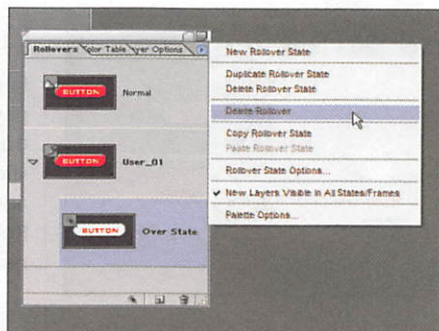 Rollovers Color Table Layer Options
BUTTON
Normal
BUTTON
User_01
BUTTON
Over State
New Rollover State
Duplicate Rollover State
Delete Rollover State
Delete Rollover
Copy Rollover State
Paste Rollover State
Rollover State Options...
New Layers Visible in All States/Frames
Palette Options...